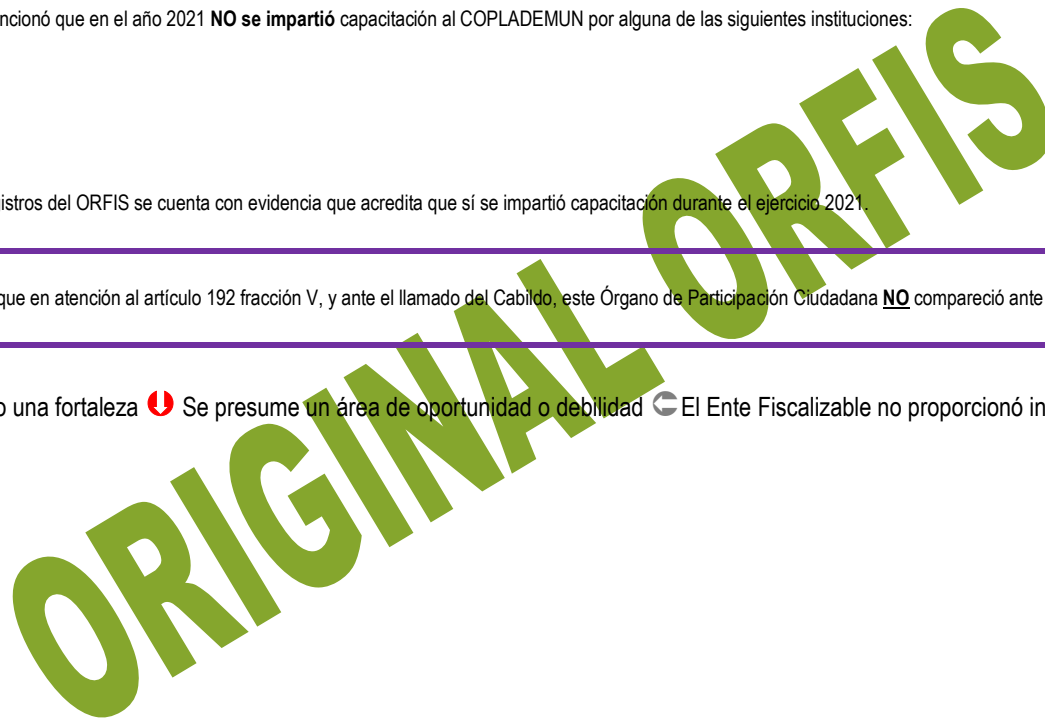 ncionó que en el año 2021 NO se impartió capacitación al COPLADEMUN por alguna de las siguientes instituciones:
istros del ORFIS se cuenta con evidencia que acredita que sí se impartió capacitación durante el ejercicio 2021.
que en atención al artículo 192 fracción V, y ante el llamado del Cabildo, este Órgano de Participación Ciudadana NO compareció ante
o una fortaleza Se presume un área de oportunidad o debilidad El Ente Fiscalizable no proporcionó in
ORIGINAL ORFIS